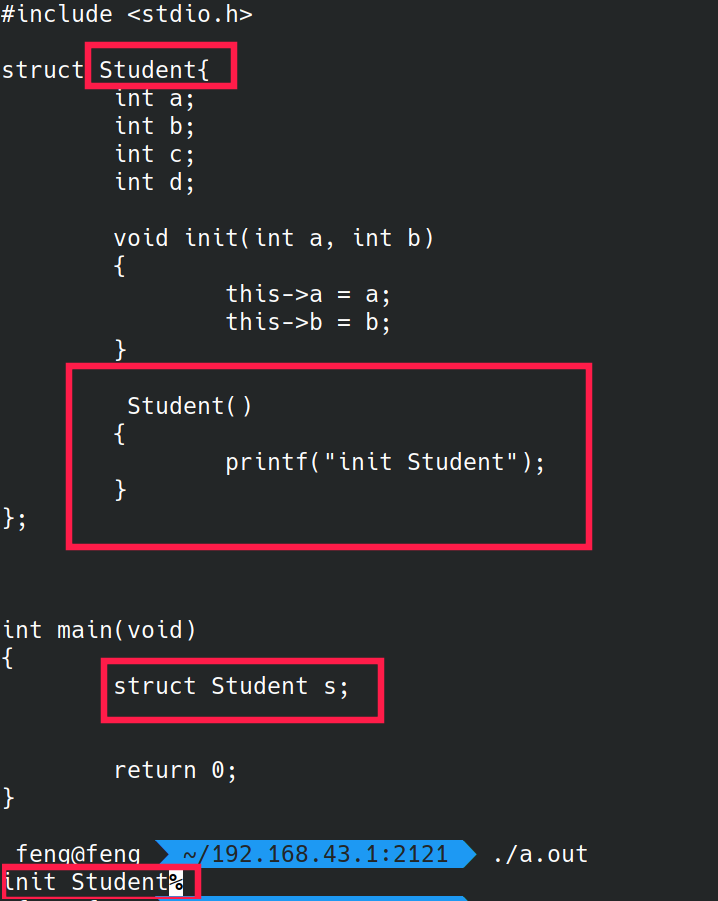 #include <stdio.h>
struct Student{
int a;
int b;
int c;
int d;
void init(int a, int b)
{
this->a = a;
this->b = b;
}
Student()
{
printf("init Student");
}
};
int main(void)
{
struct Student s;
return 0;
}
feng@feng ~/192.168.43.1:2121 ./a.out
init Student%